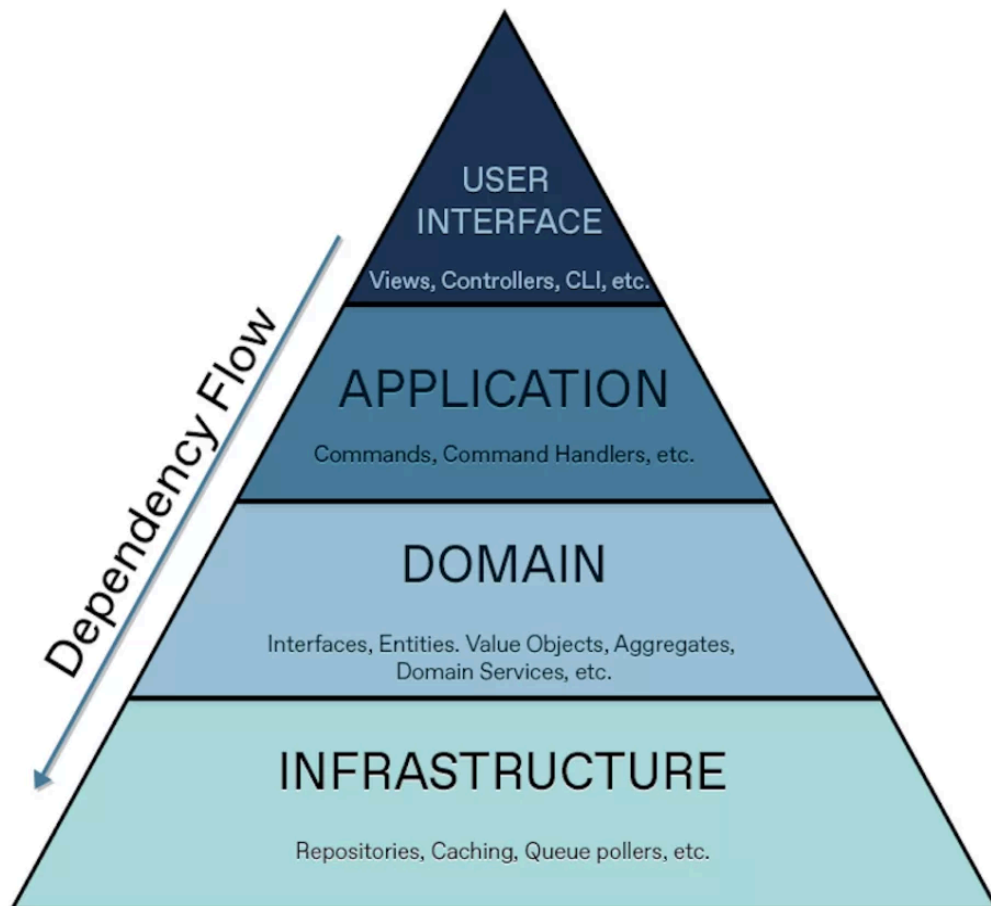 USER
INTERFACE
Views, Controllers, CLI, etc.
Dependency Flow
APPLICATION
Commands, Command Handlers, etc.
DOMAIN
Interfaces, Entities. Value Objects, Aggregates,
Domain Services, etc.
INFRASTRUCTURE
Repositories, Caching, Queue pollers, etc.